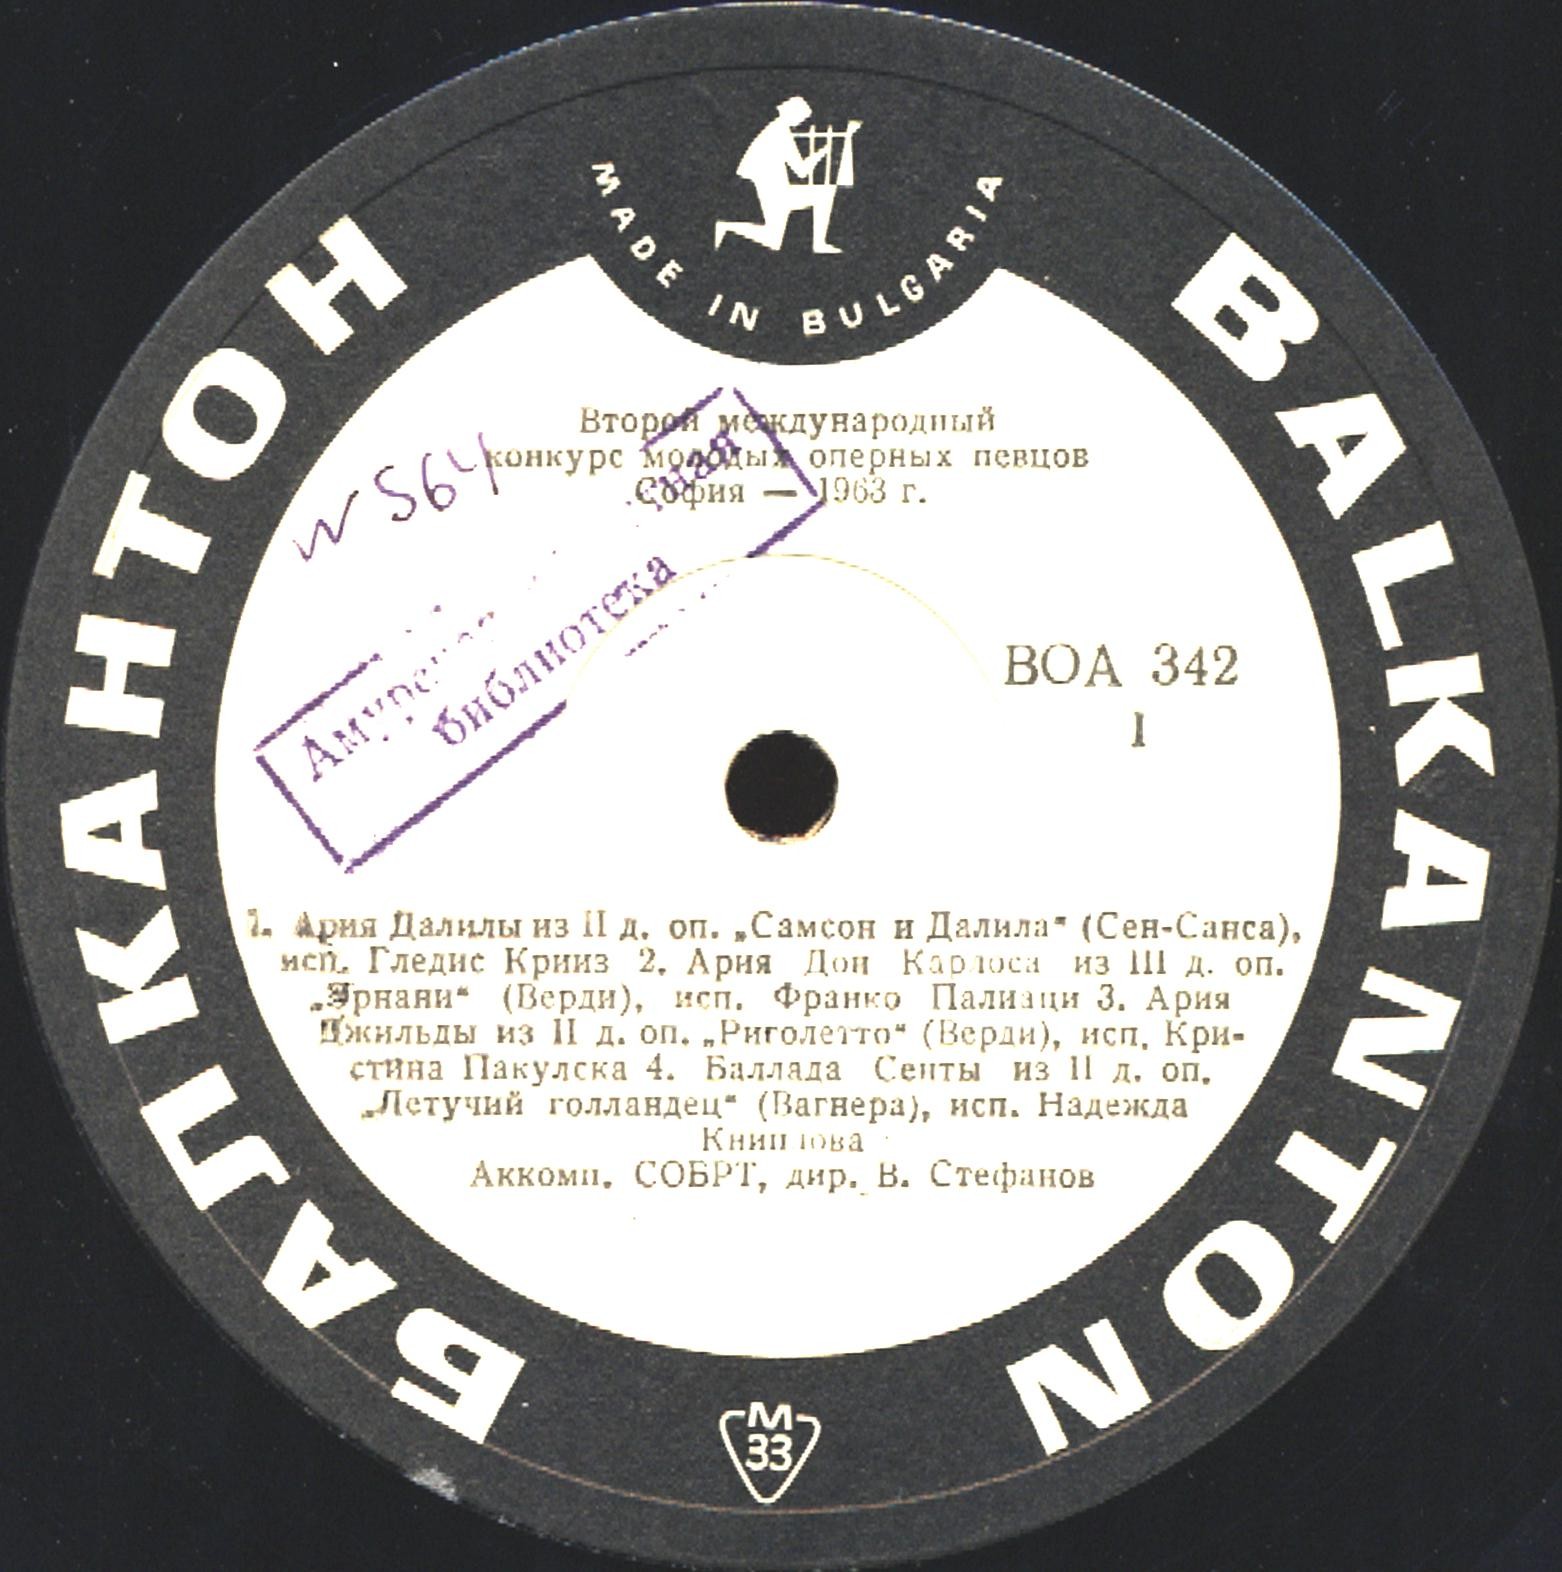 MADE IN BULGARIA
БАЛКАНТОН
BALKANTON
Второй международный
конкурс молодых оперных певцов
София — 1963 г.
N 564
Амурская
библиотека
ВОА 342
I
1. Ария Далилы из II д. оп. „Самсон и Далила“ (Сен-Санса),
исп. Гледис Крииз 2. Ария Дон Карлоса из III д. оп.
„Эрнани“ (Верди), исп. Франко Палиаци 3. Ария
Джильды из II д. оп. „Риголетто“ (Верди), исп. Кри-
стина Пакулска 4. Баллада Сенты из II д. оп.
„Летучий голландец“ (Вагнера), исп. Надежда
Аккомп. СОБРТ, дир. В. Стефанов
М
33